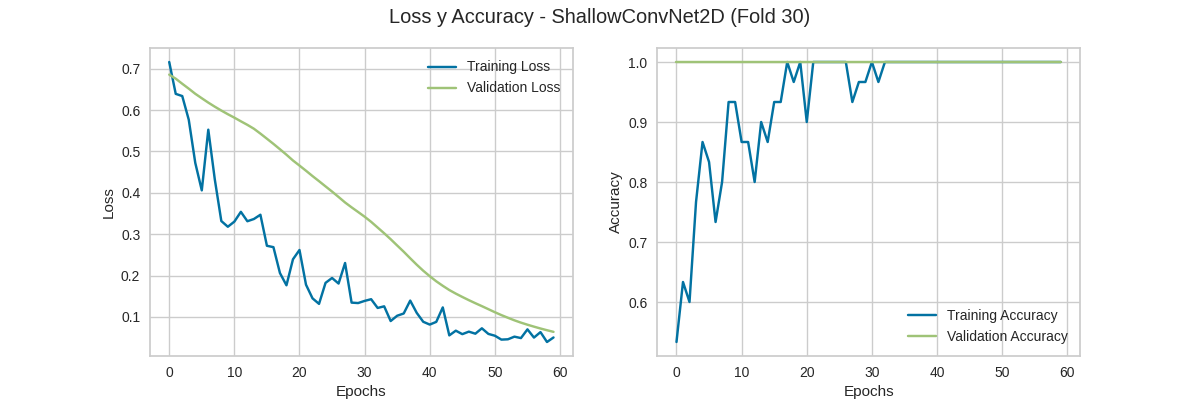 Loss y Accuracy - ShallowConvNet2D (Fold 30)
Loss
0.7
0.6
0.5
0.4
0.3
0.2
0.1
0 10 20 30 40 50 60
Epochs
Training Loss
Validation Loss
Accuracy
1.0
0.9
0.8
0.7
0.6
0 10 20 30 40 50 60
Epochs
Training Accuracy
Validation Accuracy